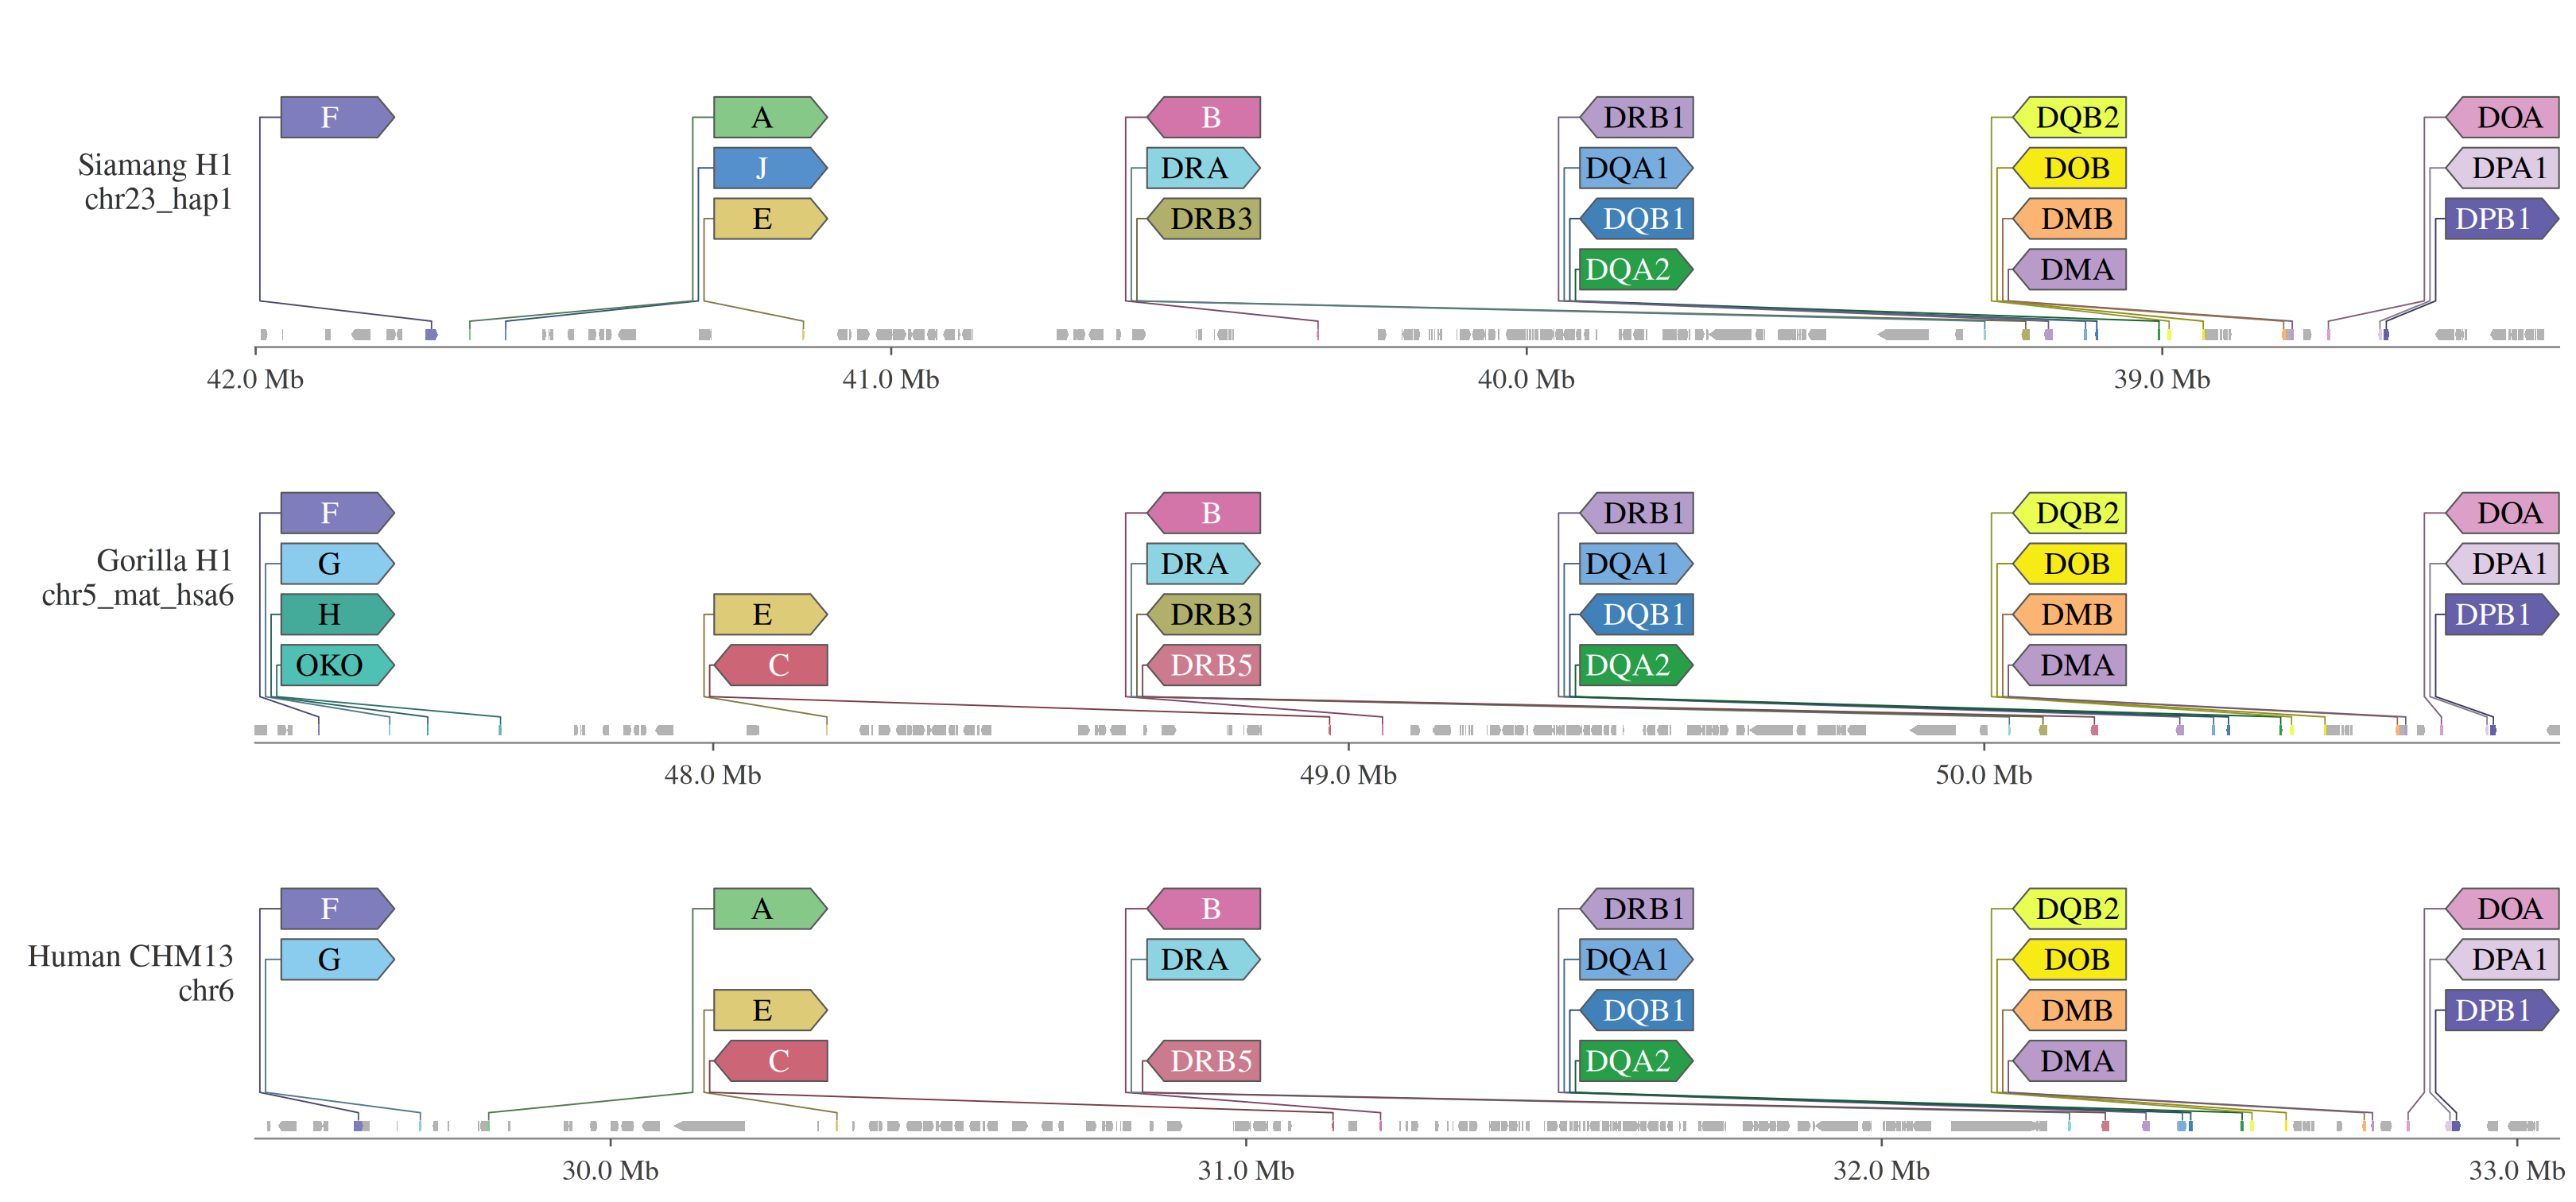 F A B DRB1 DQB2 DOA
Siamang H1
J DRA DQA1 DOB DPA1
chr23_hap1
E DRB3 DQB1 DMB DPB1
DQA2 DMA
42.0 Mb 41.0 Mb 40.0 Mb 39.0 Mb
F B DRB1 DQB2 DOA
Gorilla H1
G DRA DQA1 DOB DPA1
chr5_mat_hsa6
H E DRB3 DQB1 DMB DPB1
OKO C DRB5 DQA2 DMA
48.0 Mb 49.0 Mb 50.0 Mb
F A B DRB1 DQB2 DOA
Human CHM13
G DRA DQA1 DOB DPA1
chr6
E DQB1 DMB DPB1
C DRB5 DQA2 DMA
30.0 Mb 31.0 Mb 32.0 Mb 33.0 Mb